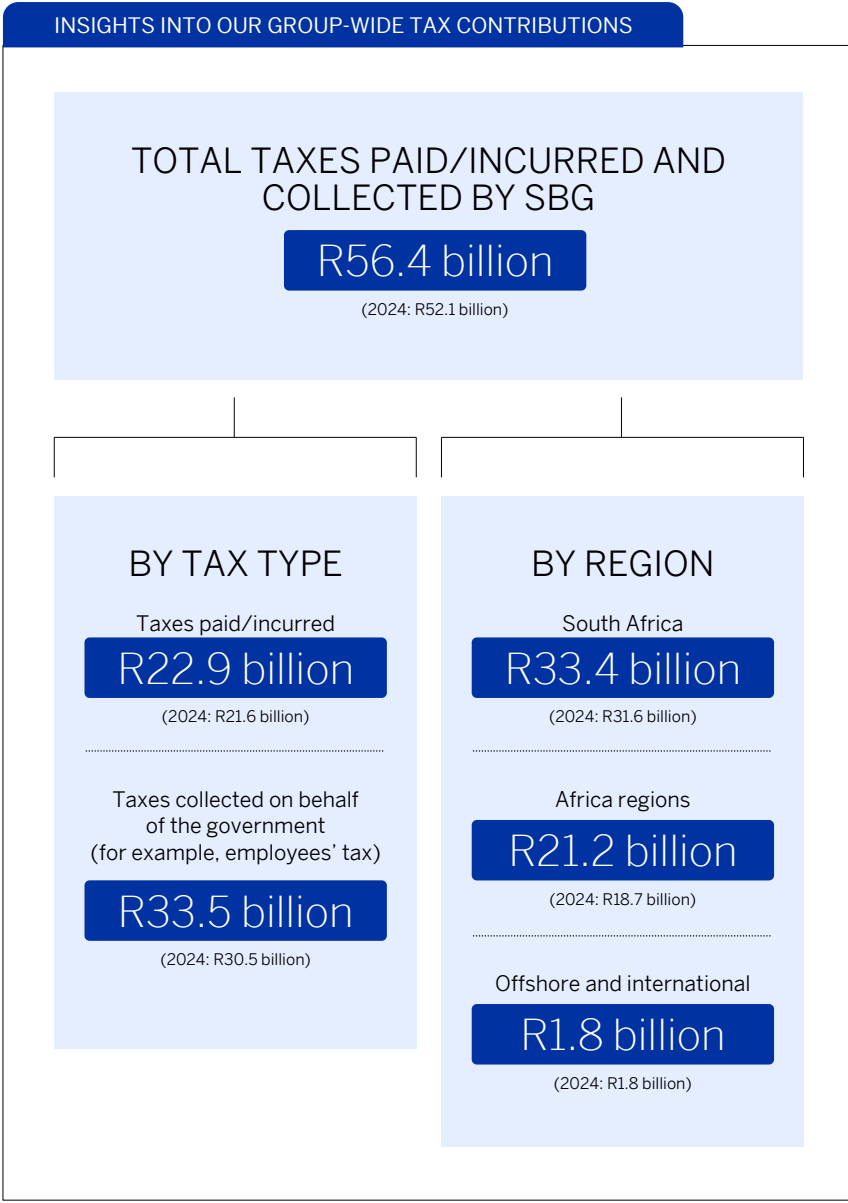 INSIGHTS INTO OUR GROUP-WIDE TAX CONTRIBUTIONS
TOTAL TAXES PAID/INCURRED AND
COLLECTED BY SBG
R56.4 billion
(2024: R52.1 billion)
BY TAX TYPE
Taxes paid/incurred
R22.9 billion
(2024: R21.6 billion)
Taxes collected on behalf
of the government
(for example, employees’ tax)
R33.5 billion
(2024: R30.5 billion)
BY REGION
South Africa
R33.4 billion
(2024: R31.6 billion)
Africa regions
R21.2 billion
(2024: R18.7 billion)
Offshore and international
R1.8 billion
(2024: R1.8 billion)